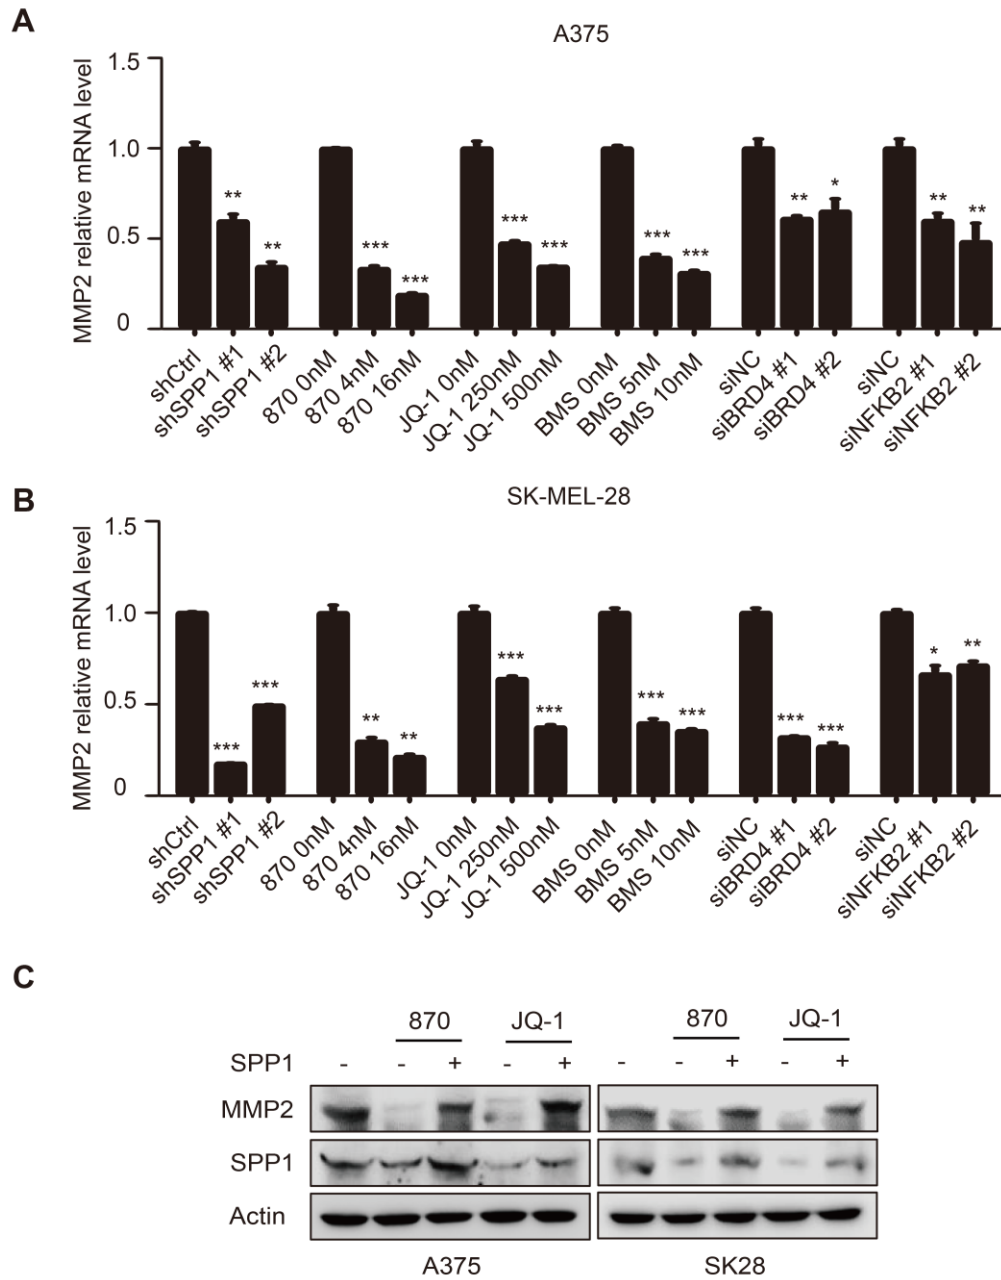 A
A375
MMP2 relative mRNA level
1.5
1.0
0.5
0
** ** *** *** *** *** *** *** ** * ** **
shCtrl
shSPP1 #1
shSPP1 #2
870 0nM
870 4nM
870 16nM
JQ-1 0nM
JQ-1 250nM
JQ-1 500nM
BMS 0nM
BMS 5nM
BMS 10nM
siNC
siBRD4 #1
siBRD4 #2
siNC
siNFKB2 #1
siNFKB2 #2
B
SK-MEL-28
MMP2 relative mRNA level
1.5
1.0
0.5
0
*** *** ** ** *** *** *** *** *** *** * **
shCtrl
shSPP1 #1
shSPP1 #2
870 0nM
870 4nM
870 16nM
JQ-1 0nM
JQ-1 250nM
JQ-1 500nM
BMS 0nM
BMS 5nM
BMS 10nM
siNC
siBRD4 #1
siBRD4 #2
siNC
siNFKB2 #1
siNFKB2 #2
C
870 JQ-1 870 JQ-1
SPP1 - - + - + - - + - +
MMP2
SPP1
Actin
A375 SK28